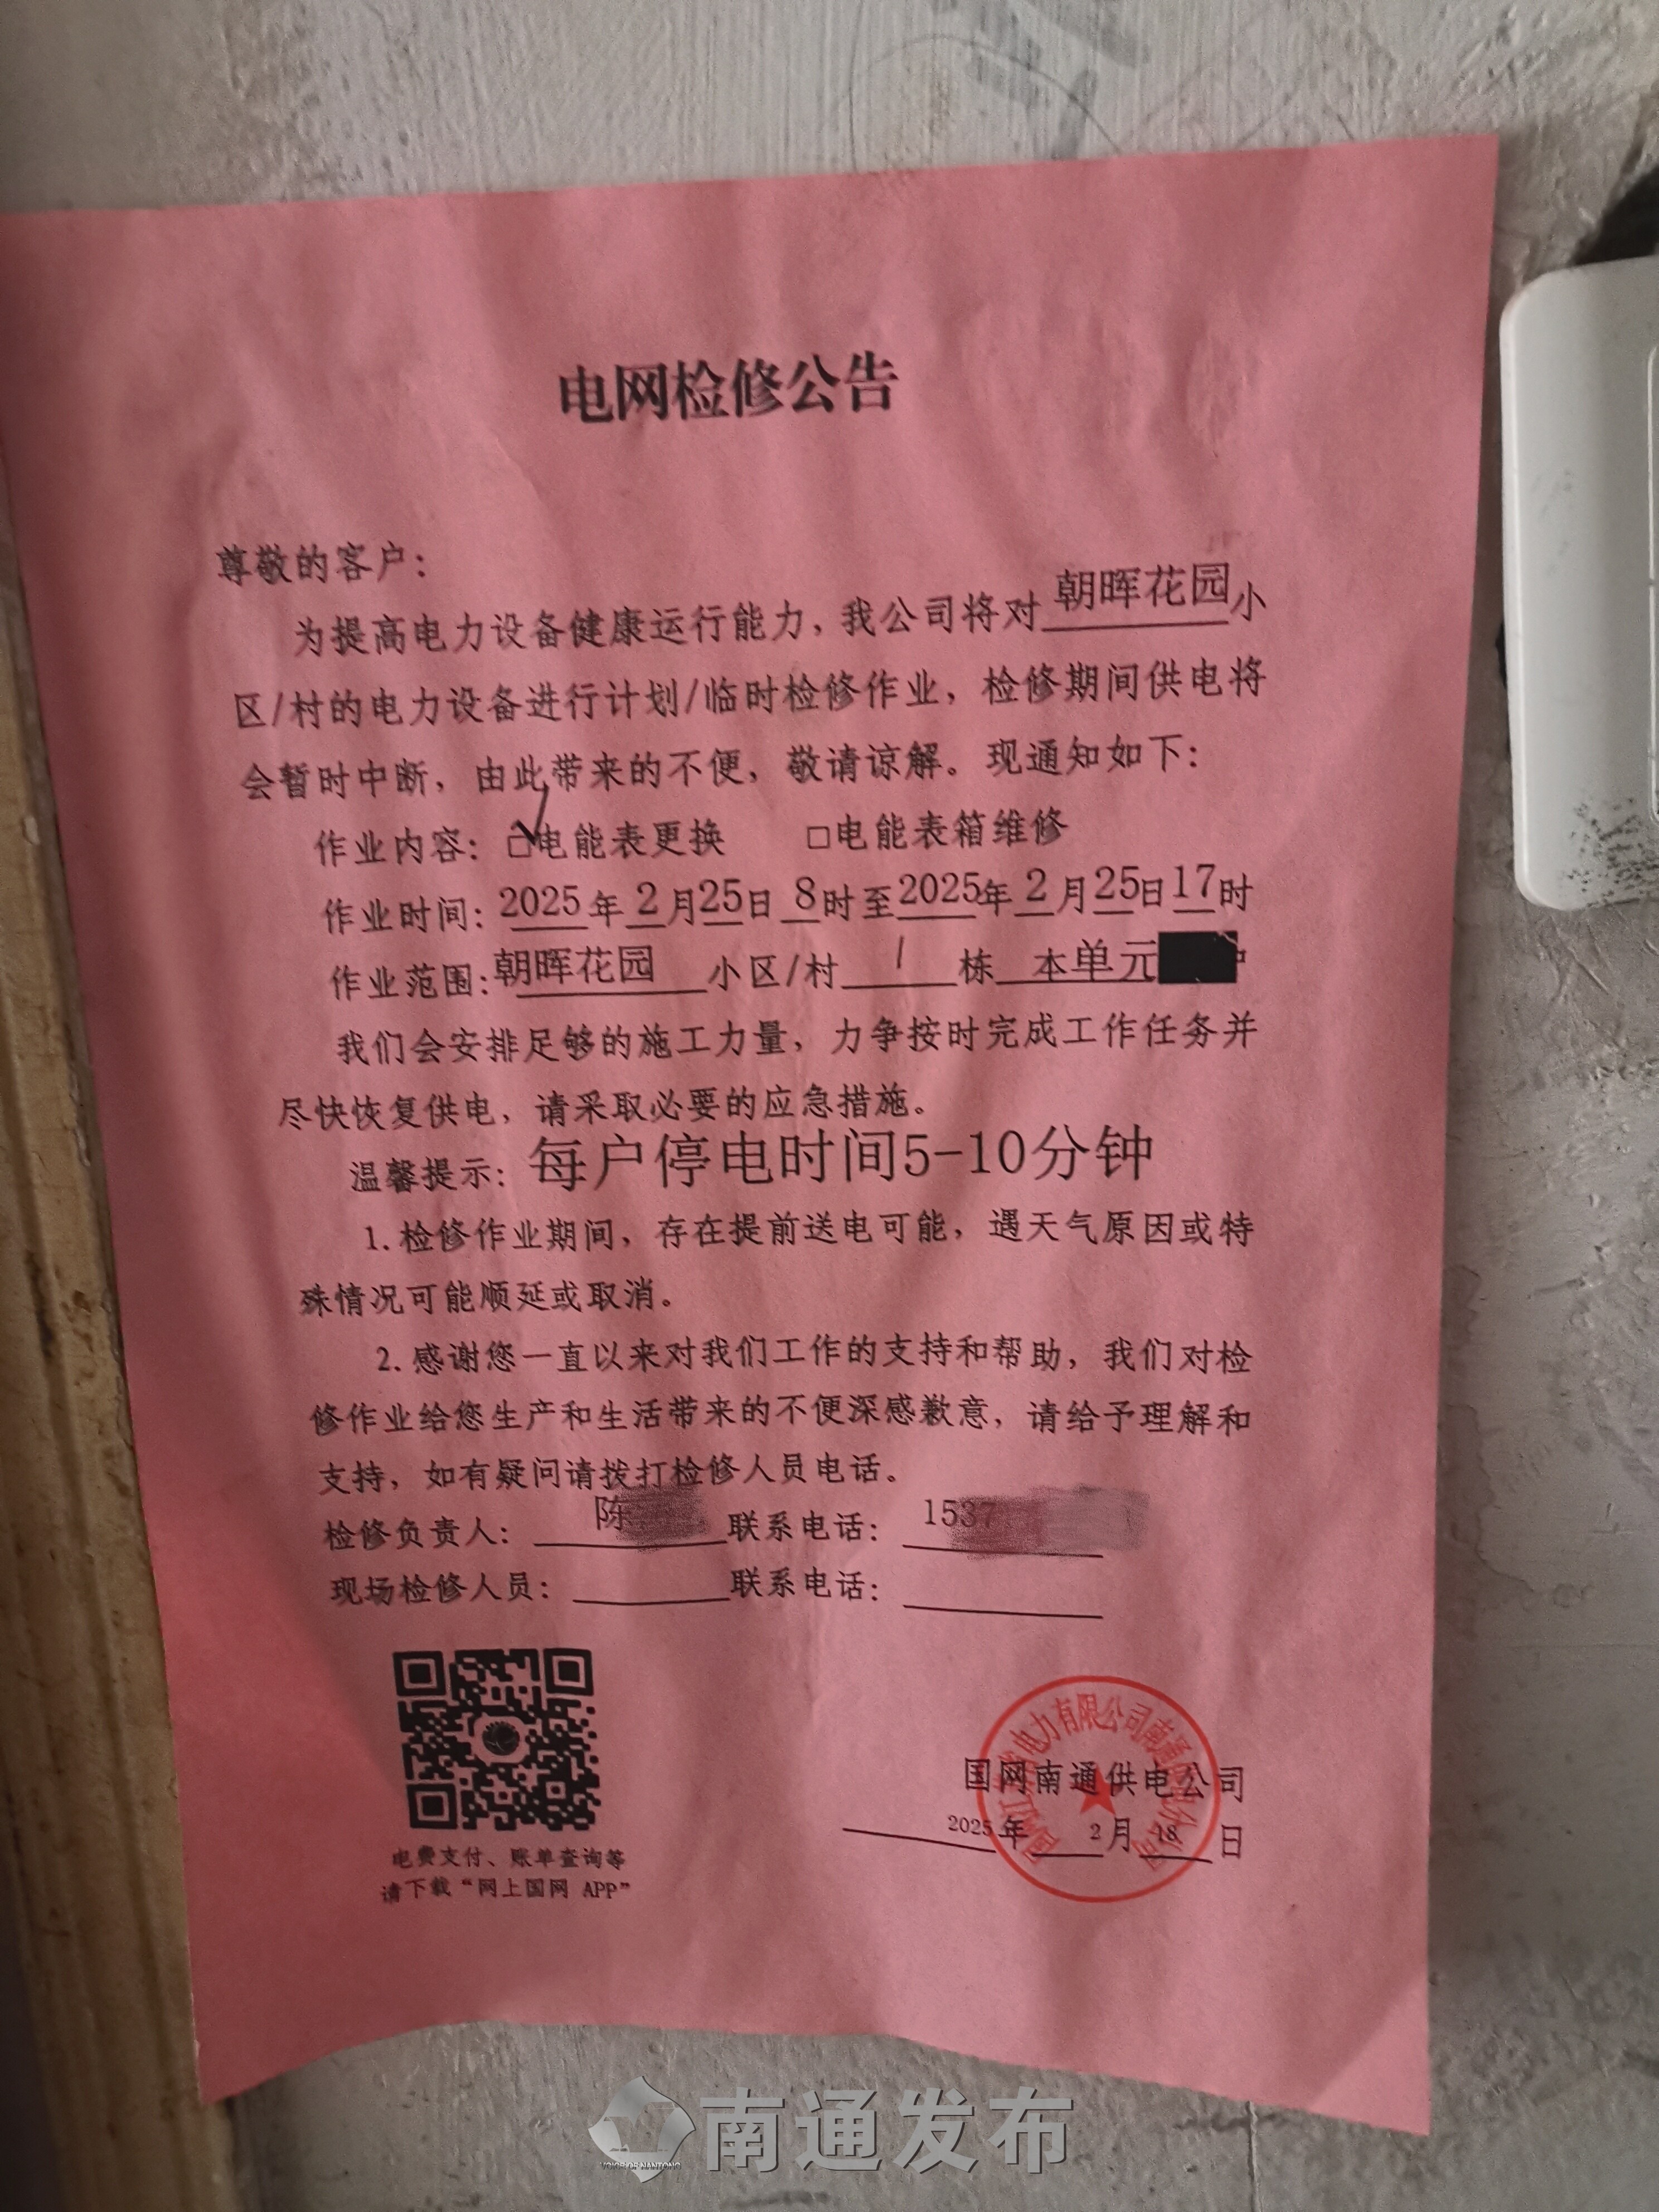 电网检修公告
尊敬的客户：
为提高电力设备健康运行能力，我公司将对朝晖花园小
区/村的电力设备进行计划/临时检修作业，检修期间供电将
会暂时中断，由此带来的不便，敬请谅解。现通知如下：
作业内容：☑电能表更换 □电能表箱维修
作业时间：2025年2月25日8时至2025年2月25日17时
作业范围：朝晖花园小区/村1栋本单元
我们会安排足够的施工力量，力争按时完成工作任务并
尽快恢复供电，请采取必要的应急措施。
温馨提示：每户停电时间5-10分钟
1.检修作业期间，存在提前送电可能，遇天气原因或特
殊情况可能顺延或取消。
2.感谢您一直以来对我们工作的支持和帮助，我们对检
修作业给您生产和生活带来的不便深感歉意，请给予理解和
支持，如有疑问请拨打检修人员电话。
检修负责人：陈 联系电话：1537
现场检修人员： 联系电话：
国网南通供电公司
2025年2月18日
电费支付、账单查询等
请下载“网上国网 APP”
南通发布
VOICE OF NANTONG